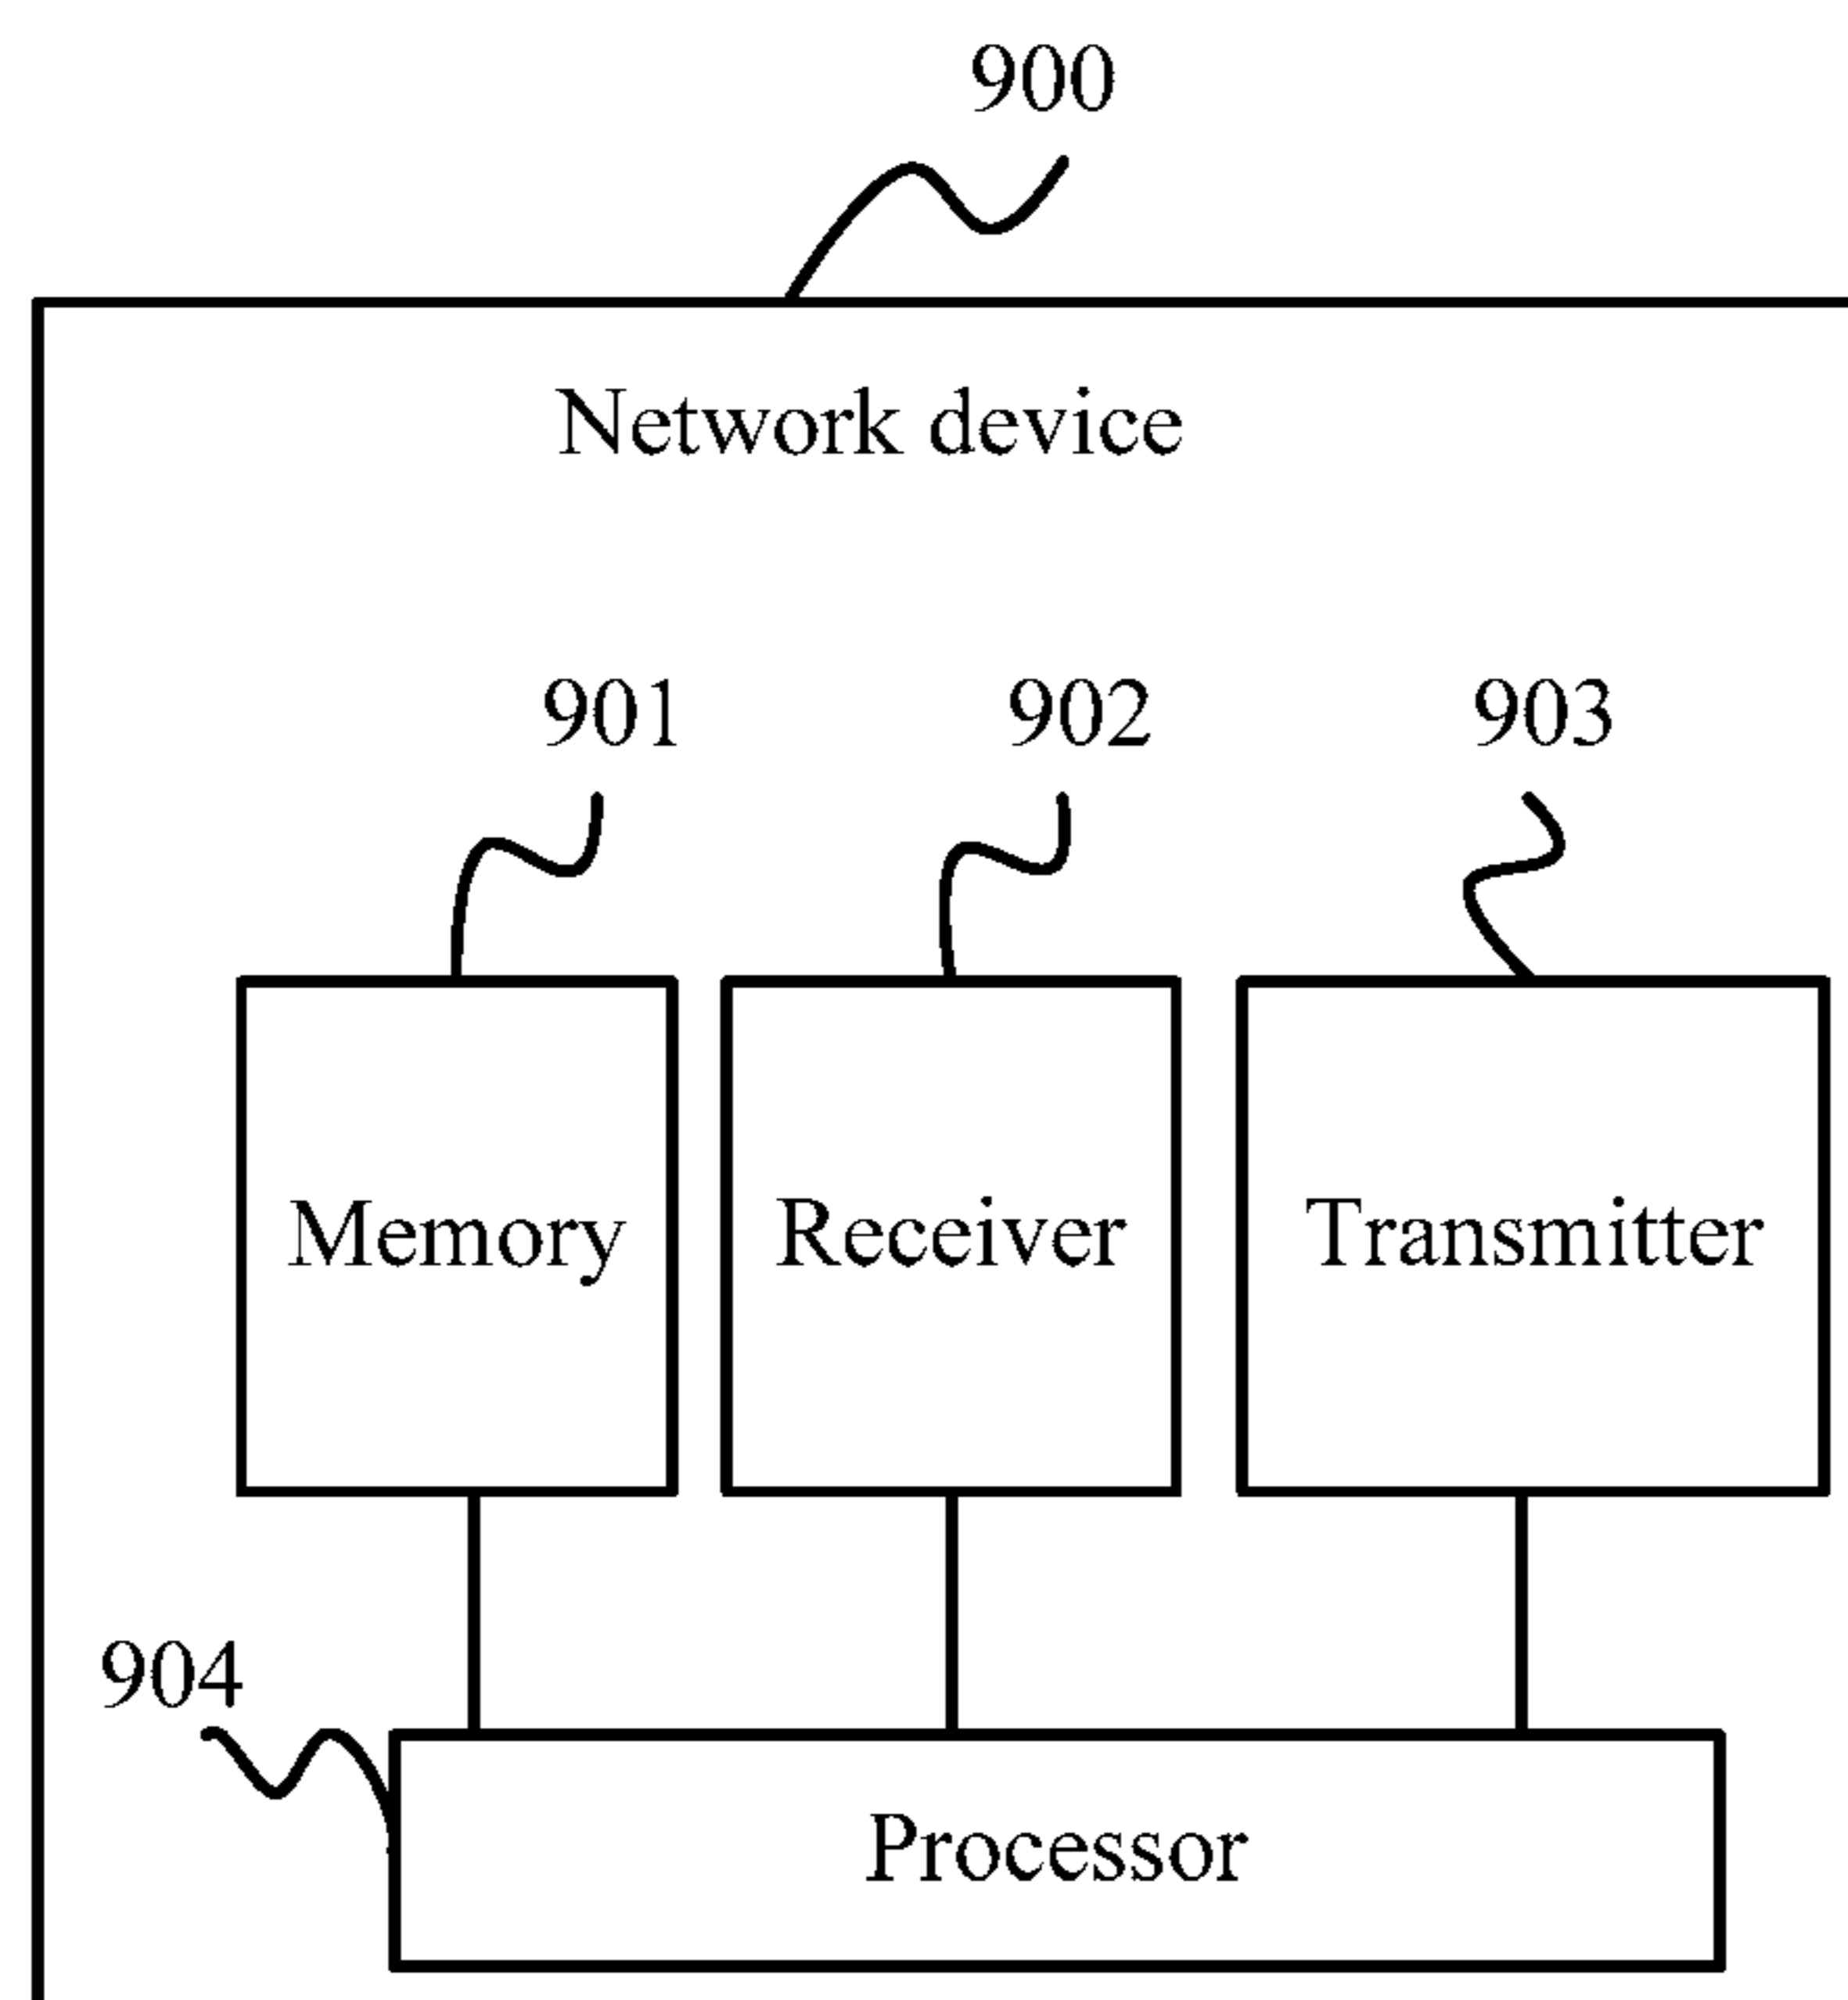 900
Network device
901
902
903
Memory
Receiver
Transmitter
904
Processor